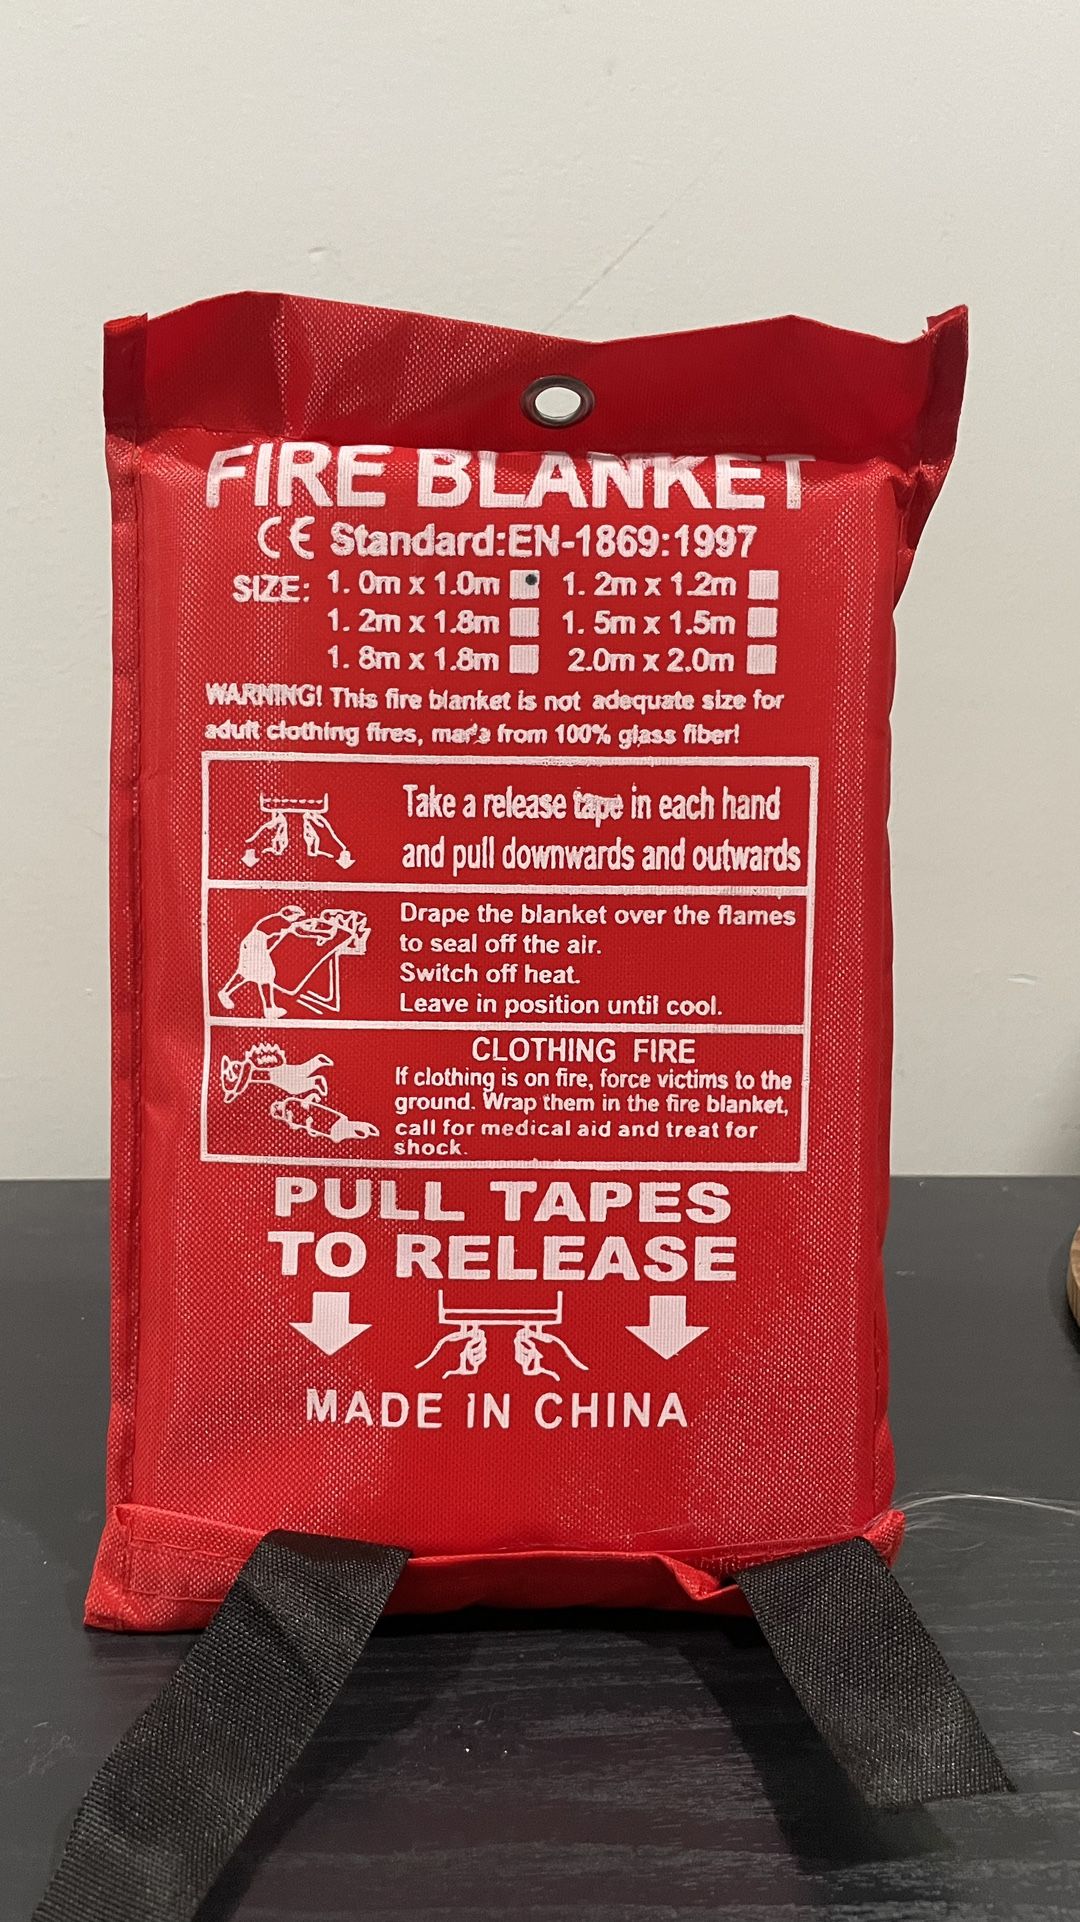 FIRE BLANKET
CE Standard:EN-1869:1997
SIZE: 1. 0m x 1.0m 1. 2m x 1.2m
1. 2m x 1.8m 1. 5m x 1.5m
1. 8m x 1.8m 2.0m x 2.0m
WARNING! This fire blanket is not adequate size for
adult clothing fires, made from 100% glass fiber!
Take a release tape in each hand
and pull downwards and outwards
Drape the blanket over the flames
to seal off the air.
Switch off heat.
Leave in position until cool.
CLOTHING FIRE
If clothing is on fire, force victims to the
ground. Wrap them in the fire blanket,
call for medical aid and treat for
shock.
PULL TAPES
TO RELEASE
MADE IN CHINA